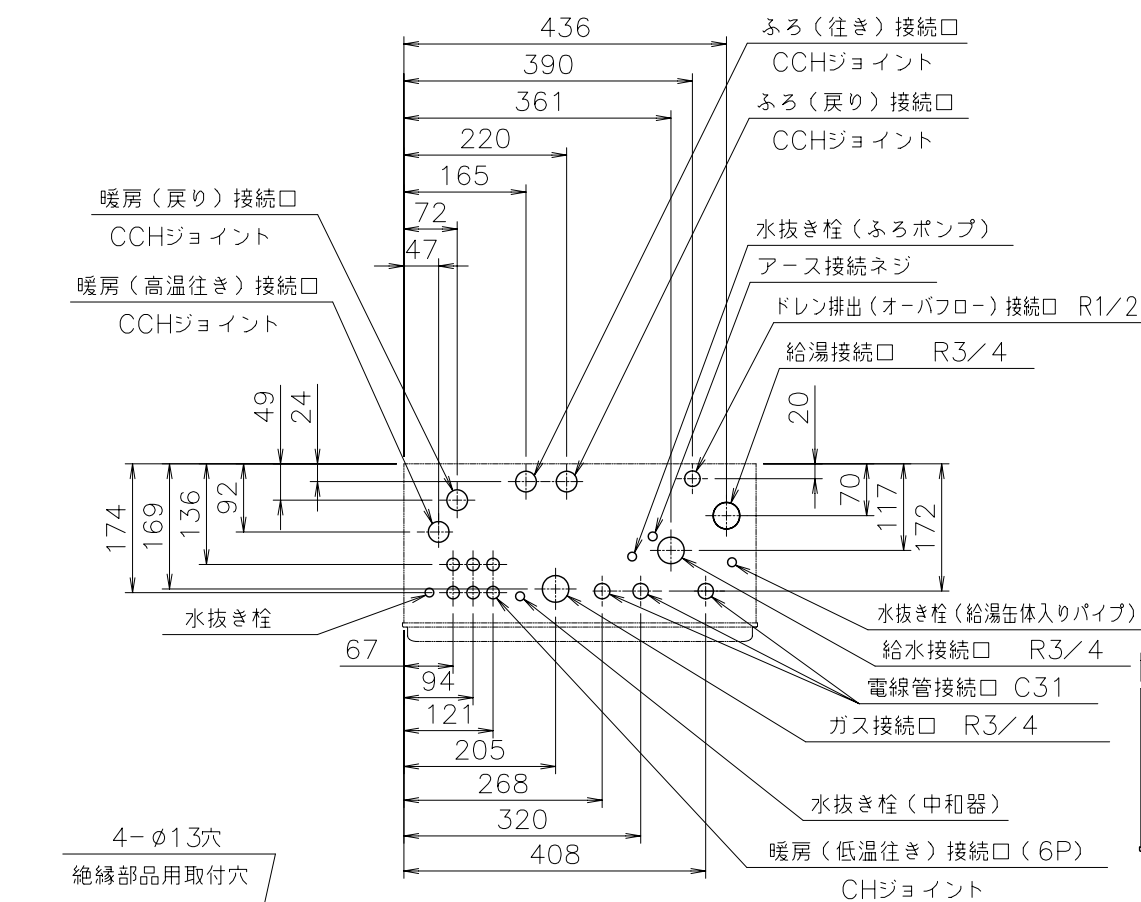 436
ふろ（往き）接続口
CCHジョイント
390
361
ふろ（戻り）接続口
CCHジョイント
220
165
暖房（戻り）接続口
CCHジョイント
72
47
水抜き栓（ふろポンプ）
アース接続ネジ
暖房（高温往き）接続口
CCHジョイント
ドレン排出（オーバフロー）接続口 R1/2
給湯接続口 R3/4
49
24
20
174
169
136
92
70
117
172
水抜き栓
水抜き栓（給湯缶体入りパイプ）
67
給水接続口 R3/4
94
電線管接続口 C31
121
ガス接続口 R3/4
205
268
水抜き栓（中和器）
320
4-φ13穴
絶縁部品用取付穴
408
暖房（低温往き）接続口（6P）
CHジョイント